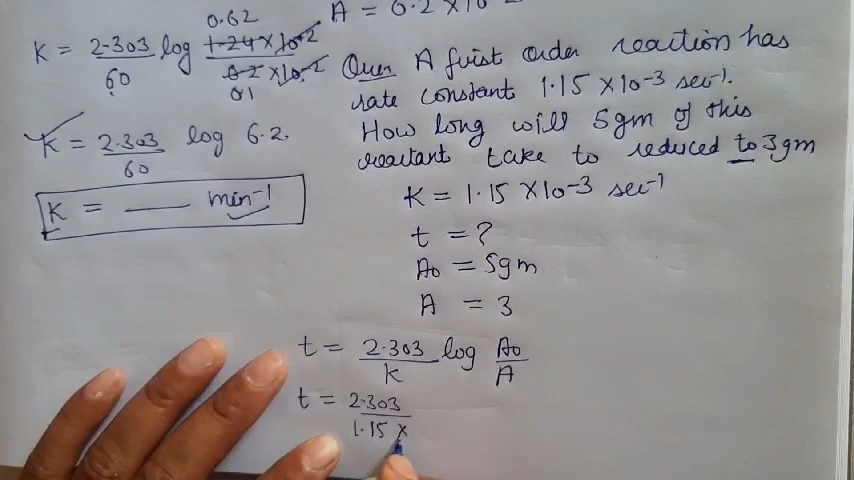 0.62
K = 2.303/60 log 1.24×10-2/0.2×10-2
01
K = 2.303/60 log 6.2.
K = —— min-1
A = 0.2 × 10-2
Ques A first order reaction has
rate constant 1.15 × 10-3 sec-1.
How long will 5gm of this
reactant take to reduced to 3gm
K = 1.15 × 10-3 sec-1
t = ?
A0 = 5gm
A = 3
t = 2.303/K log A0/A
t = 2.303/1.15 ×